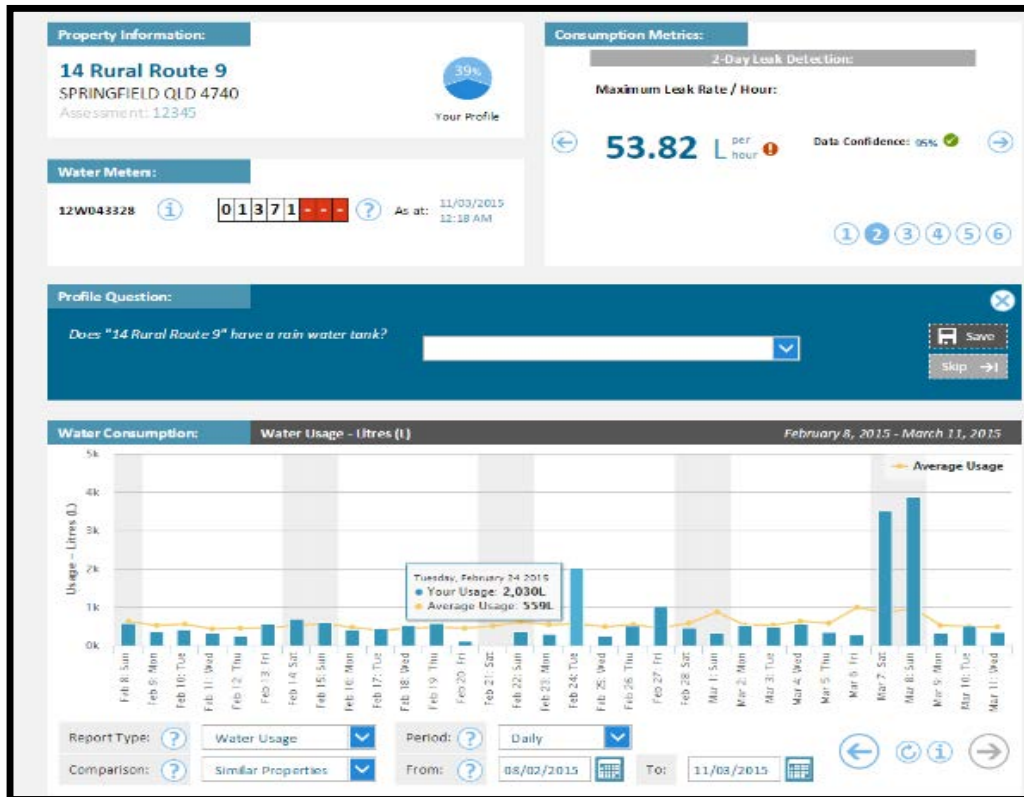 Property Information:
14 Rural Route 9
SPRINGFIELD QLD 4740
Assessment: 12345
39%
Your Profile
Consumption Metrics:
2-Day Leak Detection:
Maximum Leak Rate / Hour:
53.82 L per hour
Data Confidence: 95%
1 2 3 4 5 6
Water Meters:
12W043328
01371---
As at: 11/03/2015 12:18 AM
Profile Question:
Does "14 Rural Route 9" have a rain water tank?
Save
Skip
Water Consumption:
Water Usage - Litres (L)
February 8, 2015 - March 11, 2015
Average Usage
Usage - Litres (L)
5k
4k
3k
2k
1k
0k
Tuesday, February 24 2015
Your Usage: 2,030L
Average Usage: 559L
Feb 8: Sun
Feb 9: Mon
Feb 10: Tue
Feb 11: Wed
Feb 12: Thu
Feb 13: Fri
Feb 14: Sat
Feb 15: Sun
Feb 16: Mon
Feb 17: Tue
Feb 18: Wed
Feb 19: Thu
Feb 20: Fri
Feb 21: Sat
Feb 22: Sun
Feb 23: Mon
Feb 24: Tue
Feb 25: Wed
Feb 26: Thu
Feb 27: Fri
Feb 28: Sat
Mar 1: Sun
Mar 2: Mon
Mar 3: Tue
Mar 4: Wed
Mar 5: Thu
Mar 6: Fri
Mar 7: Sat
Mar 8: Sun
Mar 9: Mon
Mar 10: Tue
Mar 11: Wed
Report Type: ? Water Usage
Period: ? Daily
Comparison: ? Similar Properties
From: ? 08/02/2015 To: 11/03/2015